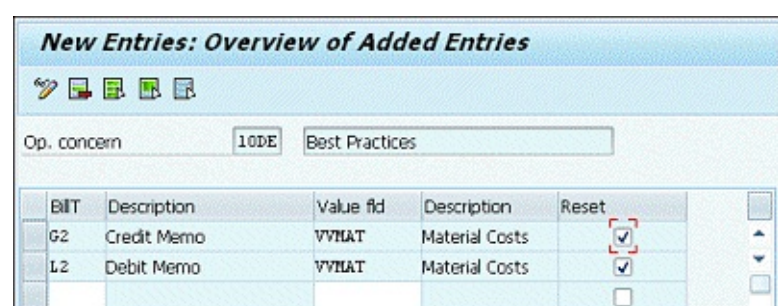 New Entries: Overview of Added Entries
Op. concern 10DE Best Practices
BillT Description Value fld Description Reset
G2 Credit Memo VVMAT Material Costs
L2 Debit Memo VVMAT Material Costs